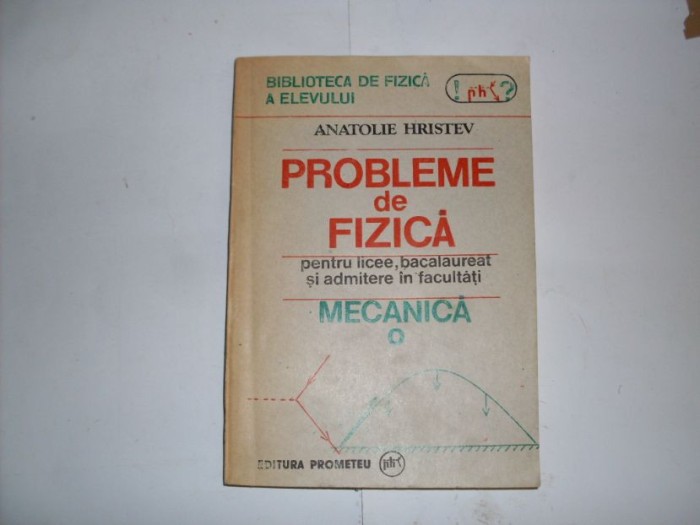 BIBLIOTECA DE FIZICĂ
A ELEVULUI
! ph ?
ANATOLIE HRISTEV
PROBLEME
de
FIZICĂ
pentru licee, bacalaureat
și admitere în facultăți
MECANICĂ
Ω
EDITURA PROMETEU